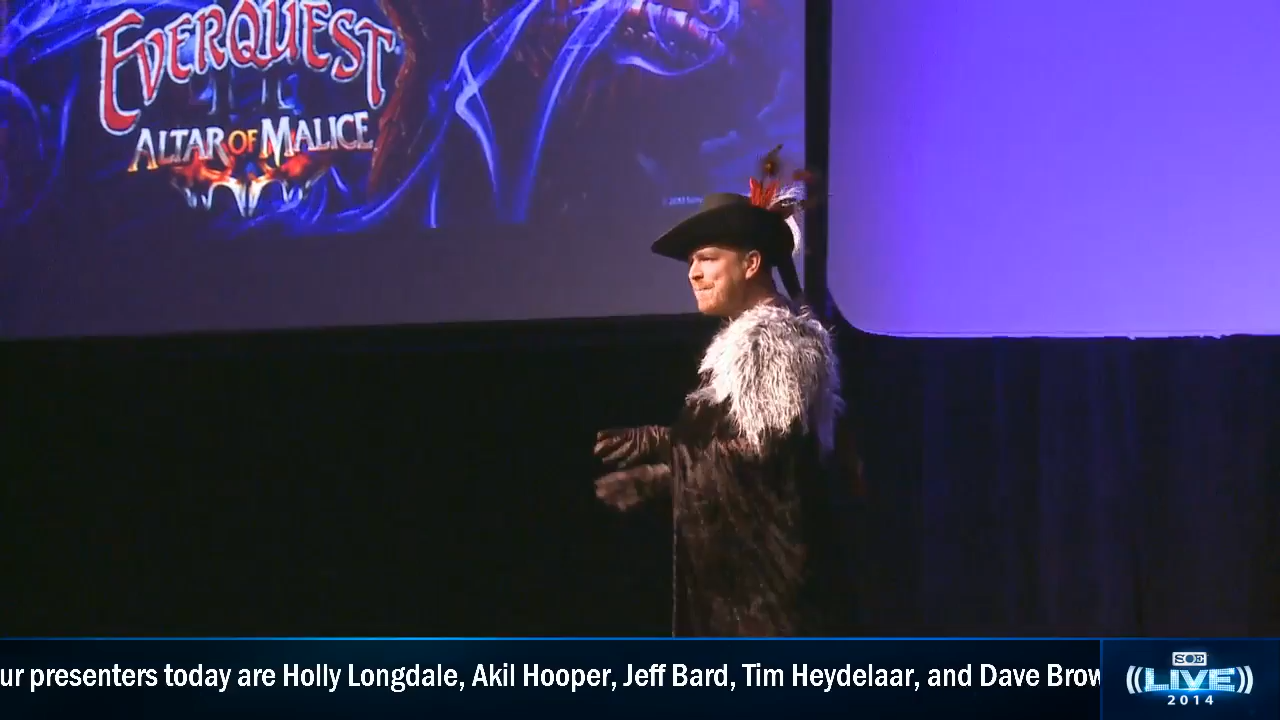 EVERQUEST
II
ALTAR OF MALICE
ur presenters today are Holly Longdale, Akil Hooper, Jeff Bard, Tim Heydelaar, and Dave Brow
SOE
LIVE
2014